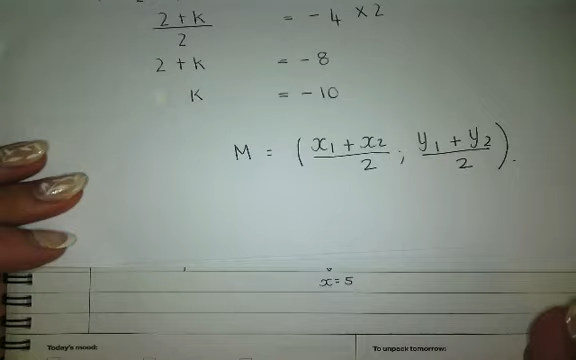 2 + k / 2 = - 4 × 2
2 + k = - 8
k = - 10
M = ( x₁ + x₂ / 2 ; y₁ + y₂ / 2 ).
x = 5
Today's mood:
To unpack tomorrow: